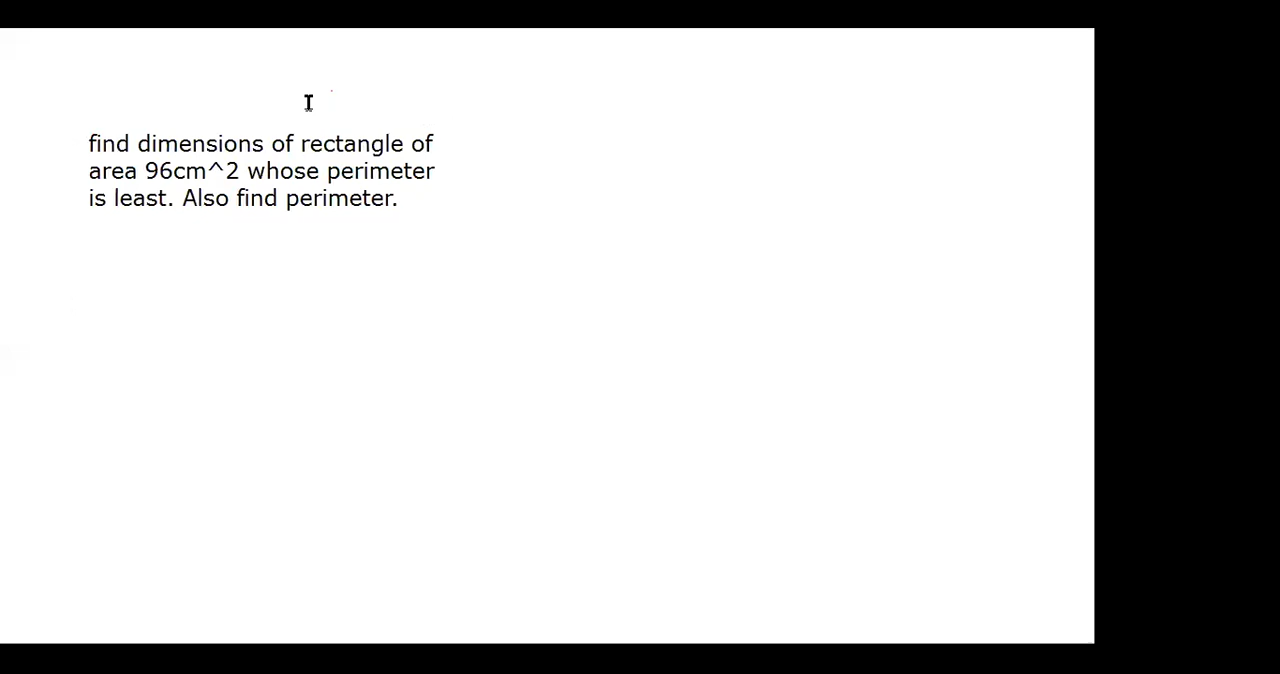 find dimensions of rectangle of
area 96cm^2 whose perimeter
is least. Also find perimeter.